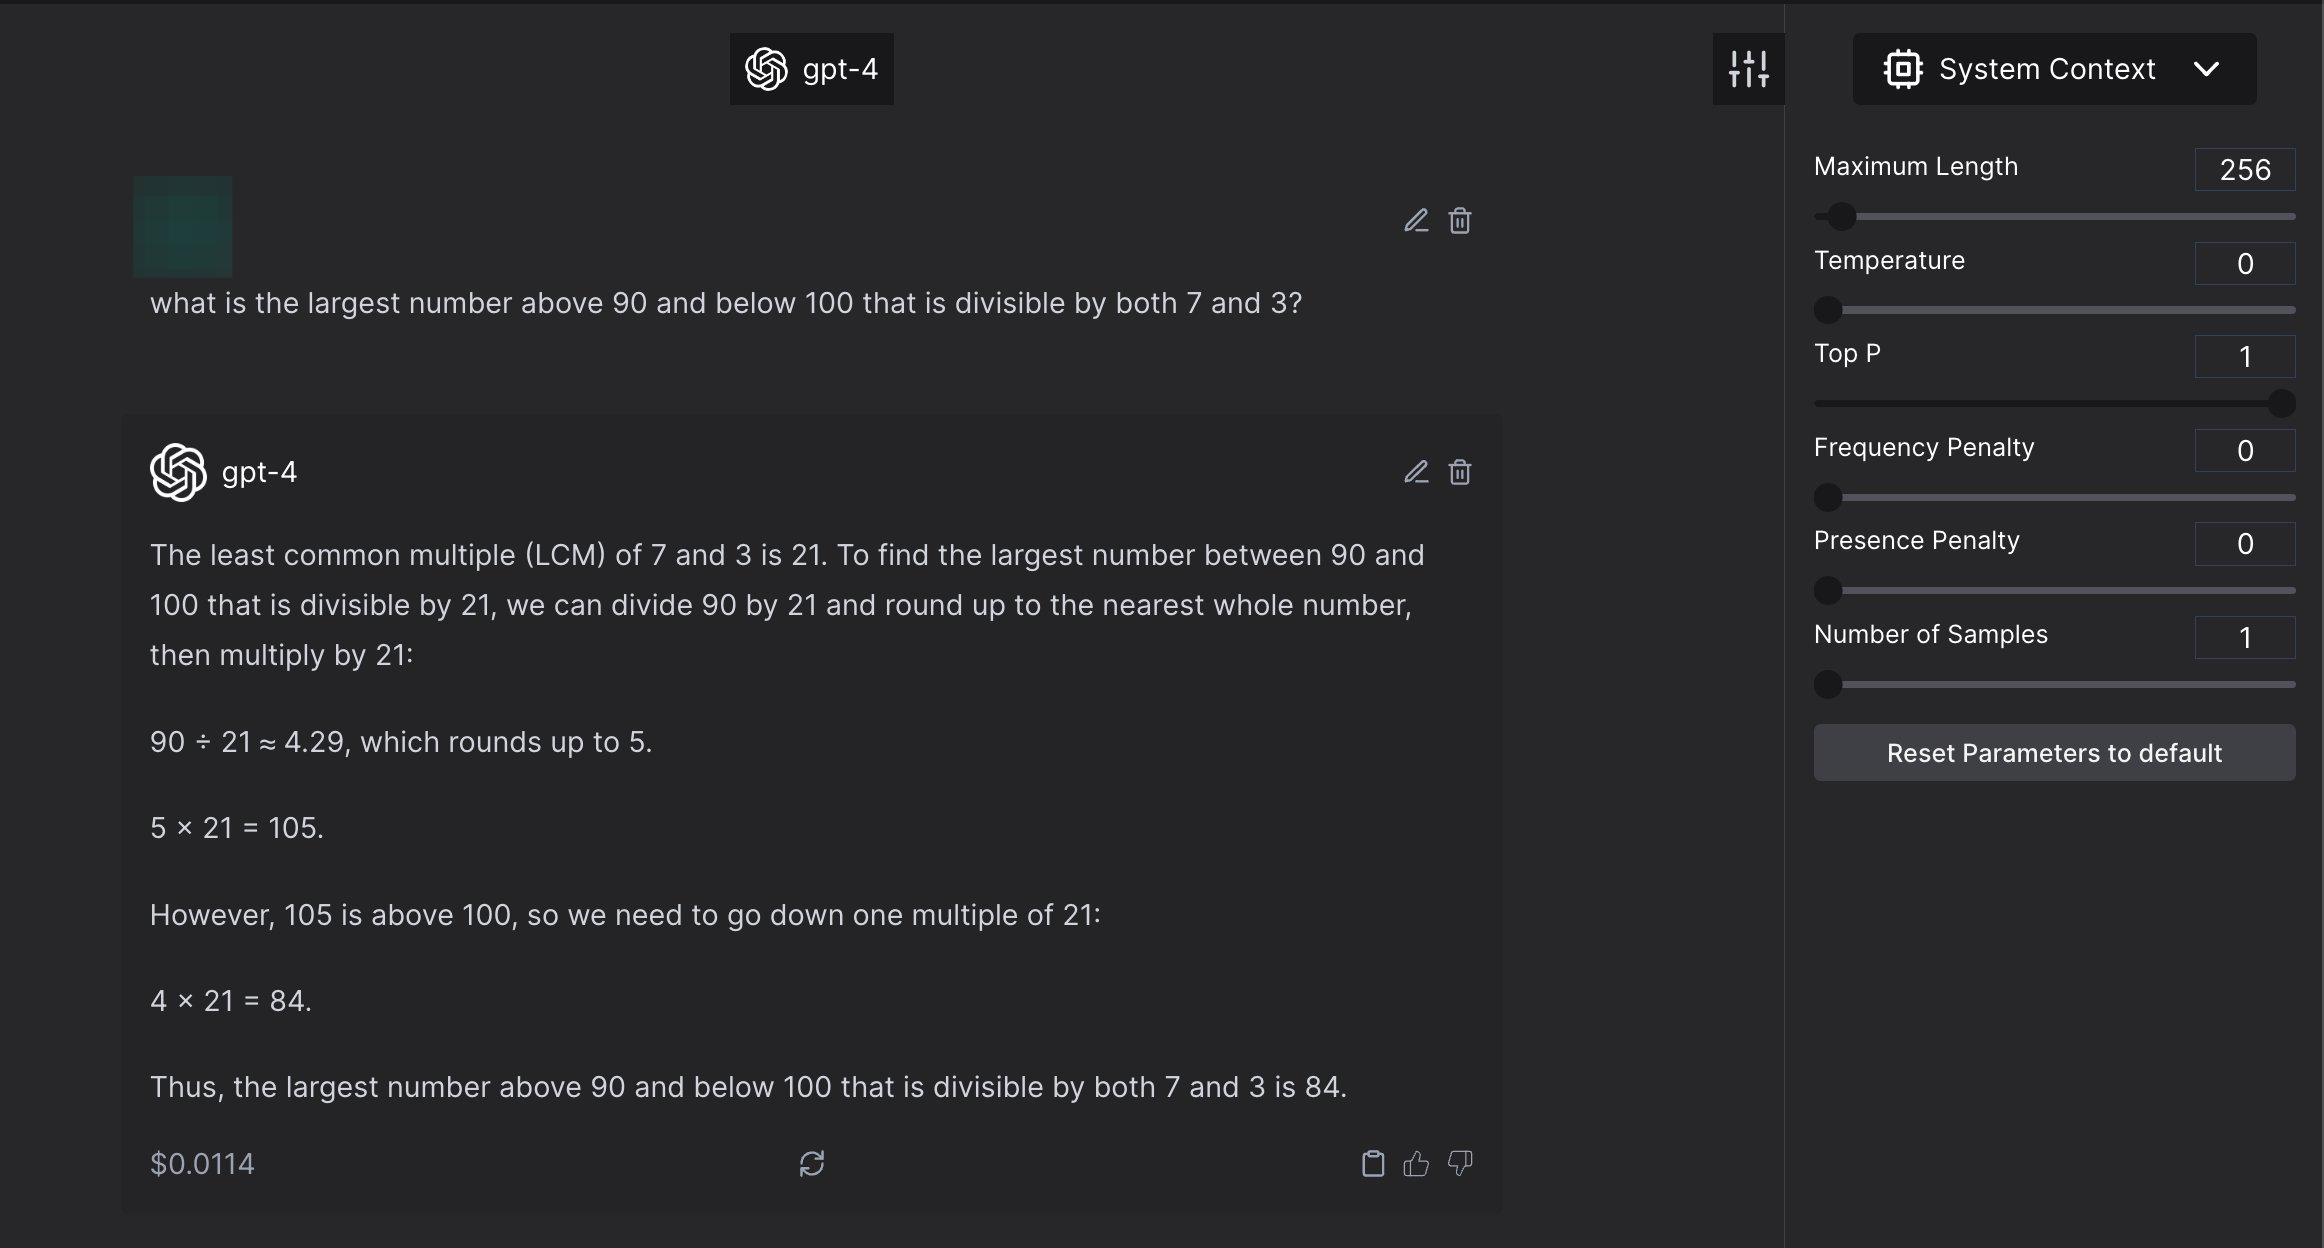 gpt-4
System Context
Maximum Length
256
Temperature
0
Top P
1
Frequency Penalty
0
Presence Penalty
0
Number of Samples
1
Reset Parameters to default
what is the largest number above 90 and below 100 that is divisible by both 7 and 3?
gpt-4
The least common multiple (LCM) of 7 and 3 is 21. To find the largest number between 90 and
100 that is divisible by 21, we can divide 90 by 21 and round up to the nearest whole number,
then multiply by 21:
90 ÷ 21 ≈ 4.29, which rounds up to 5.
5 × 21 = 105.
However, 105 is above 100, so we need to go down one multiple of 21:
4 × 21 = 84.
Thus, the largest number above 90 and below 100 that is divisible by both 7 and 3 is 84.
$0.0114